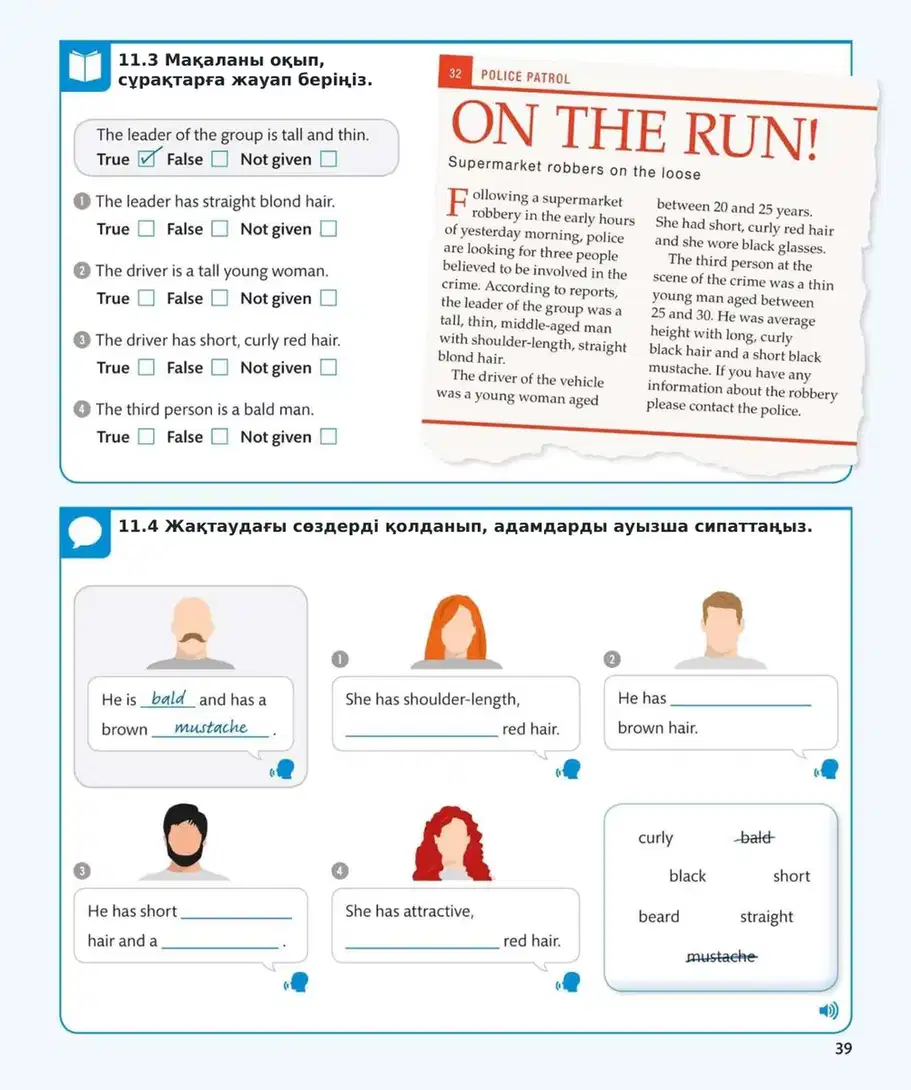 11.3 Мақаланы оқып,
сұрақтарға жауап беріңіз.
The leader of the group is tall and thin.
True ✓ False Not given
1 The leader has straight blond hair.
True False Not given
2 The driver is a tall young woman.
True False Not given
3 The driver has short, curly red hair.
True False Not given
4 The third person is a bald man.
True False Not given
32 POLICE PATROL
ON THE RUN!
Supermarket robbers on the loose
Following a supermarket
robbery in the early hours
of yesterday morning, police
are looking for three people
believed to be involved in the
crime. According to reports,
the leader of the group was a
tall, thin, middle-aged man
with shoulder-length, straight
blond hair.
The driver of the vehicle
was a young woman aged
between 20 and 25 years.
She had short, curly red hair
and she wore black glasses.
The third person at the
scene of the crime was a thin
young man aged between
25 and 30. He was average
height with long, curly
black hair and a short black
mustache. If you have any
information about the robbery
please contact the police.
11.4 Жақтаудағы сөздерді қолданып, адамдарды ауызша сипаттаңыз.
He is bald and has a
brown mustache.
1
She has shoulder-length,
red hair.
2
He has
brown hair.
3
He has short
hair and a .
4
She has attractive,
red hair.
curly bald
black short
beard straight
mustache
39